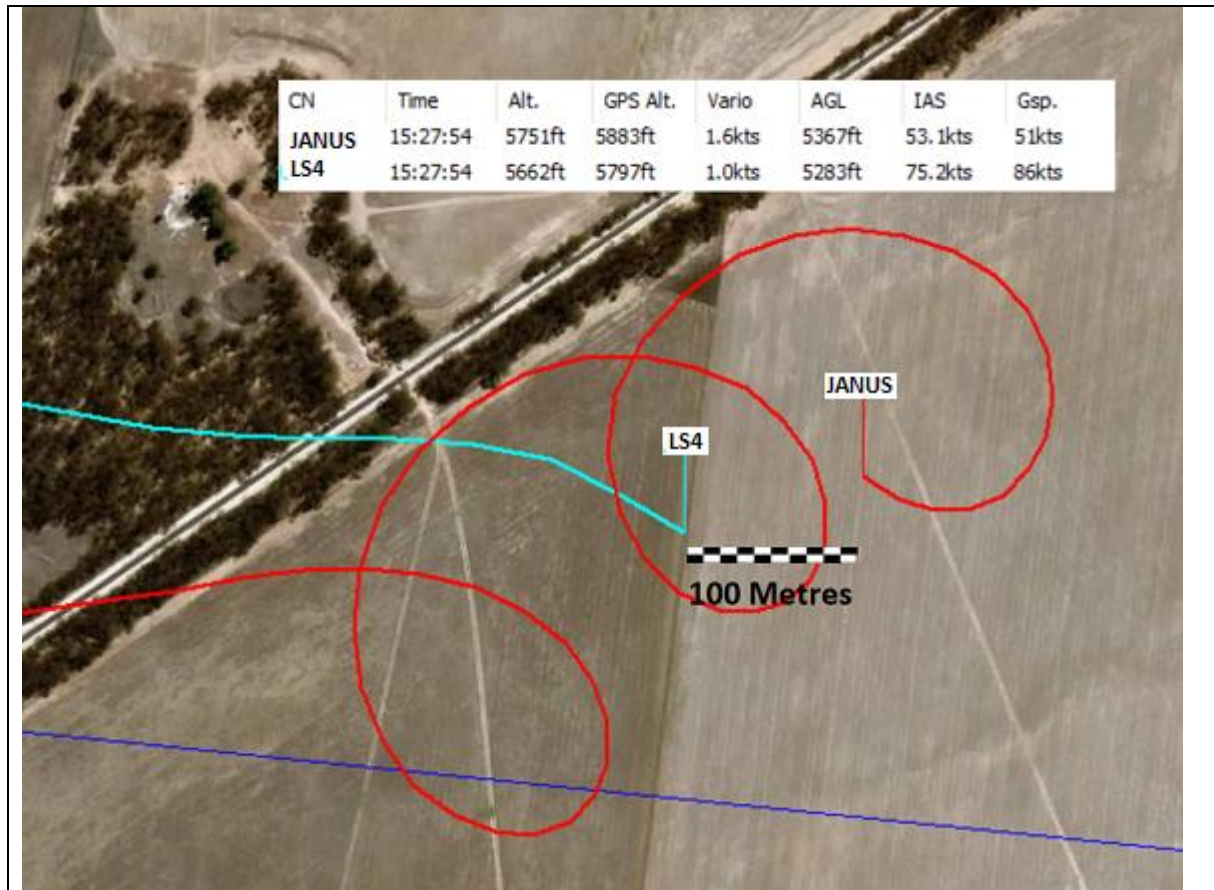 CN Time Alt. GPS Alt. Vario AGL IAS Gsp.
JANUS 15:27:54 5751ft 5883ft 1.6kts 5367ft 53.1kts 51kts
LS4 15:27:54 5662ft 5797ft 1.0kts 5283ft 75.2kts 86kts
JANUS
LS4
100 Metres